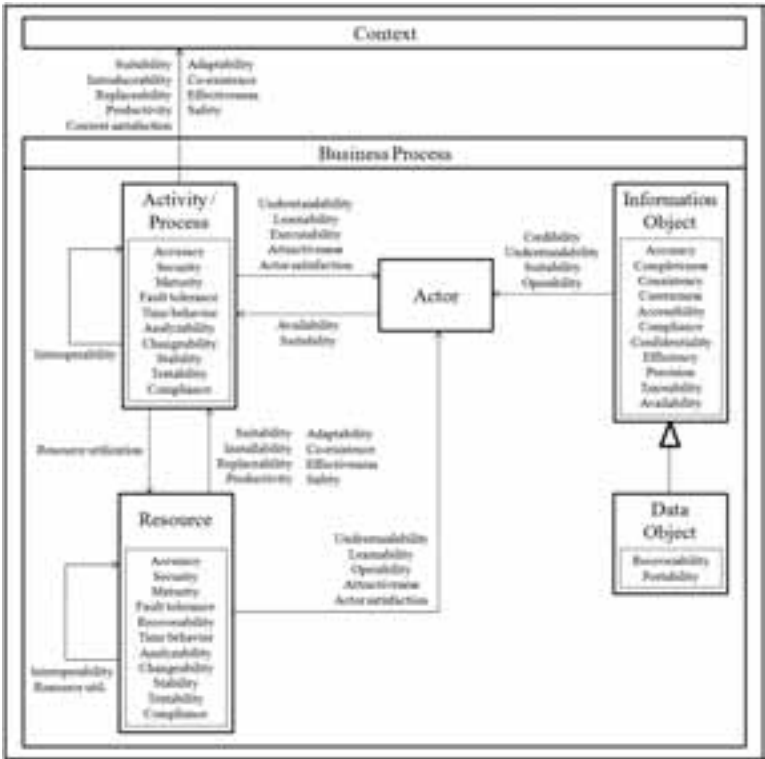 Context
Suitability Adaptability
Introducerability Co-existence
Replaceability Effectiveness
Productivity Safety
Context satisfaction
Business Process
Activity /
Process
Accuracy
Security
Maturity
Fault tolerance
Time behavior
Analyzability
Changeability
Stability
Testability
Compliance
Interoperability
Understandability
Learnability
Executability
Attractiveness
Actor satisfaction
Availability
Suitability
Actor
Credibility
Understandability
Suitability
Operability
Information
Object
Accuracy
Completeness
Consistency
Currentness
Accessibility
Compliance
Confidentiality
Efficiency
Precision
Traceability
Availability
Resource utilization
Suitability Adaptability
Installability Co-existence
Replaceability Effectiveness
Productivity Safety
Resource
Accuracy
Security
Maturity
Fault tolerance
Recoverability
Time behavior
Analyzability
Changeability
Stability
Testability
Compliance
Interoperability
Resource util.
Understandability
Learnability
Operability
Attractiveness
Actor satisfaction
Data
Object
Recoverability
Portability